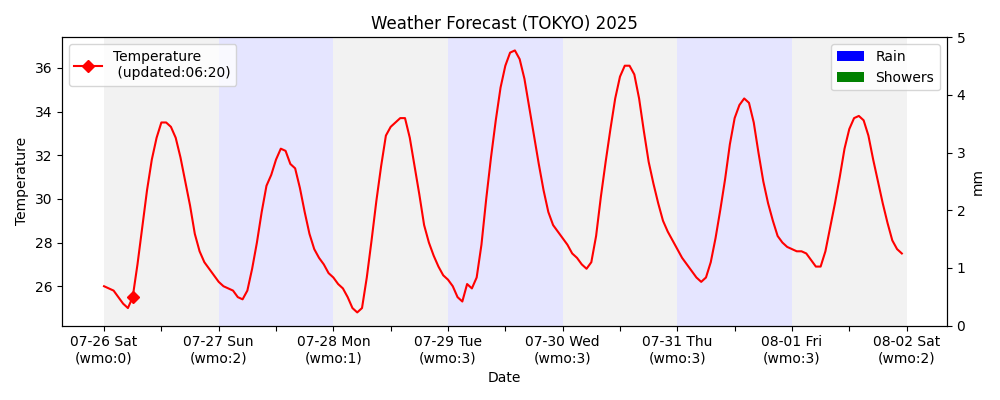 Weather Forecast (TOKYO) 2025
Temperature
(updated:06:20)
Rain
Showers
Temperature
36
34
32
30
28
26
5
4
3
2
1
0
mm
07-26 Sat
(wmo:0)
07-27 Sun
(wmo:2)
07-28 Mon
(wmo:1)
07-29 Tue
(wmo:3)
07-30 Wed
(wmo:3)
07-31 Thu
(wmo:3)
08-01 Fri
(wmo:3)
08-02 Sat
(wmo:2)
Date